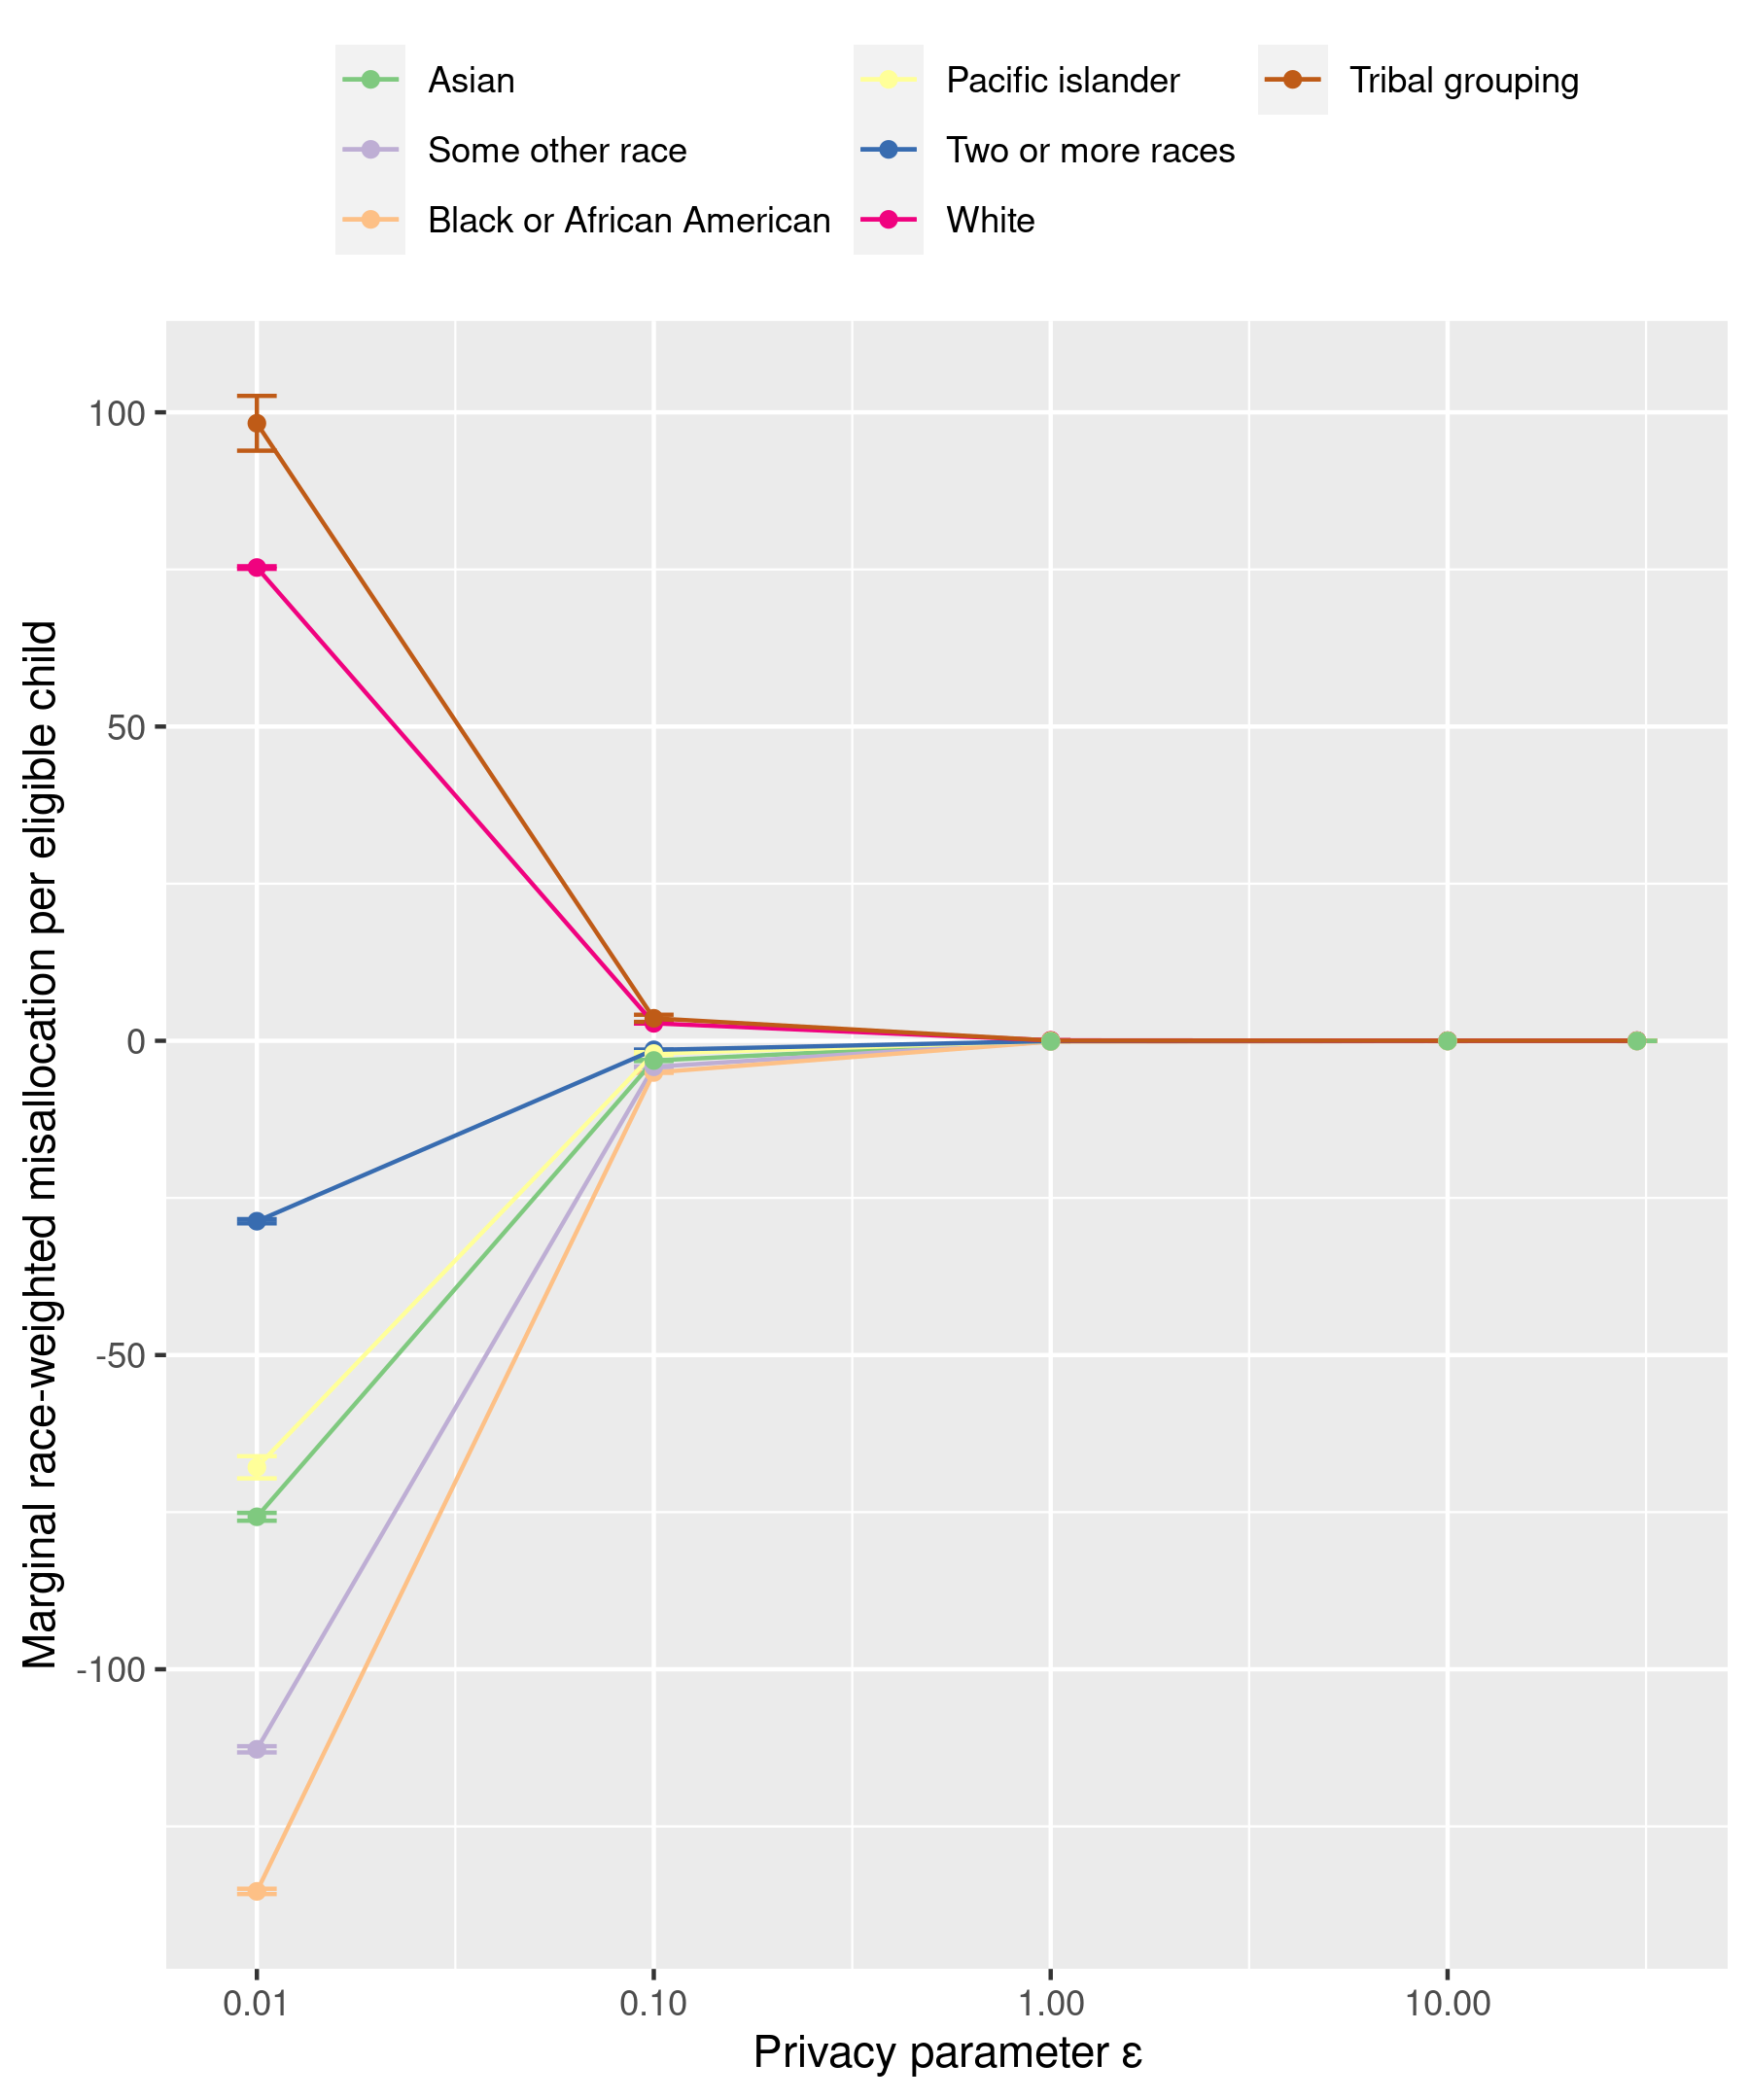 Asian
Some other race
Black or African American
Pacific islander
Two or more races
White
Tribal grouping
Marginal race-weighted misallocation per eligible child
100
50
0
-50
-100
0.01
0.10
1.00
10.00
Privacy parameter ε